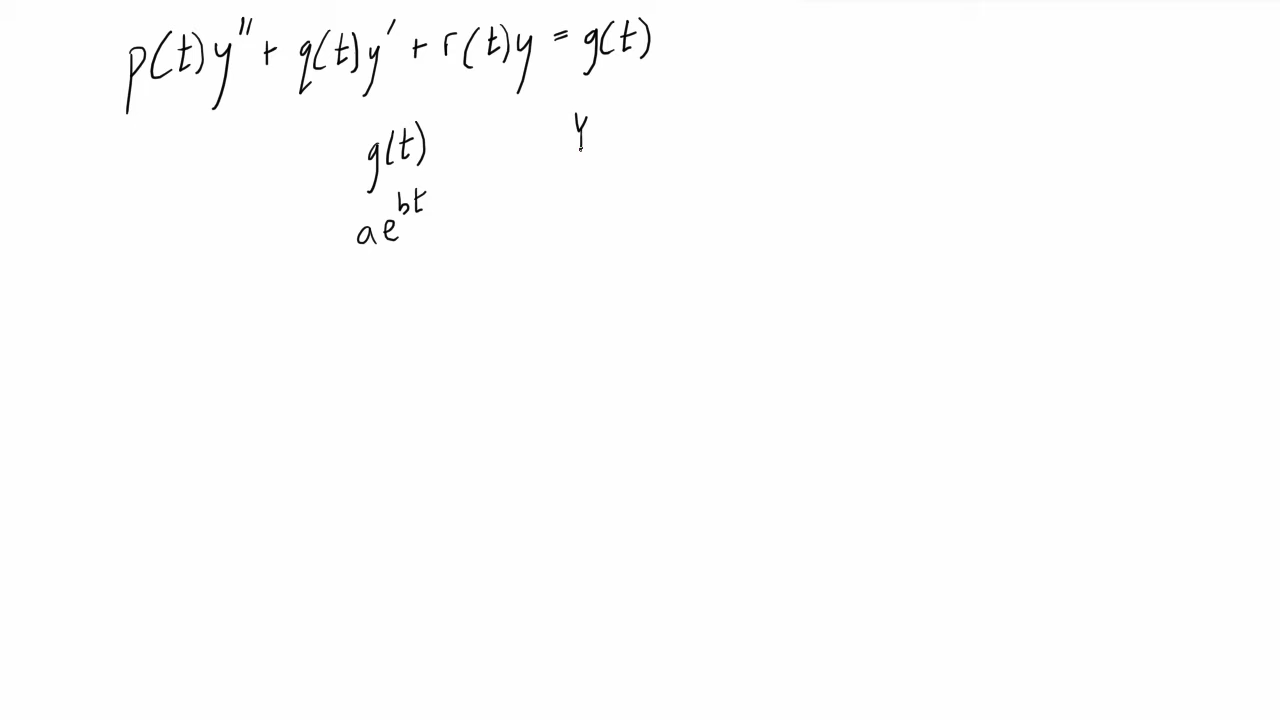 p(t)y'' + q(t)y' + r(t)y = g(t)
g(t) Y
ae^{bt}